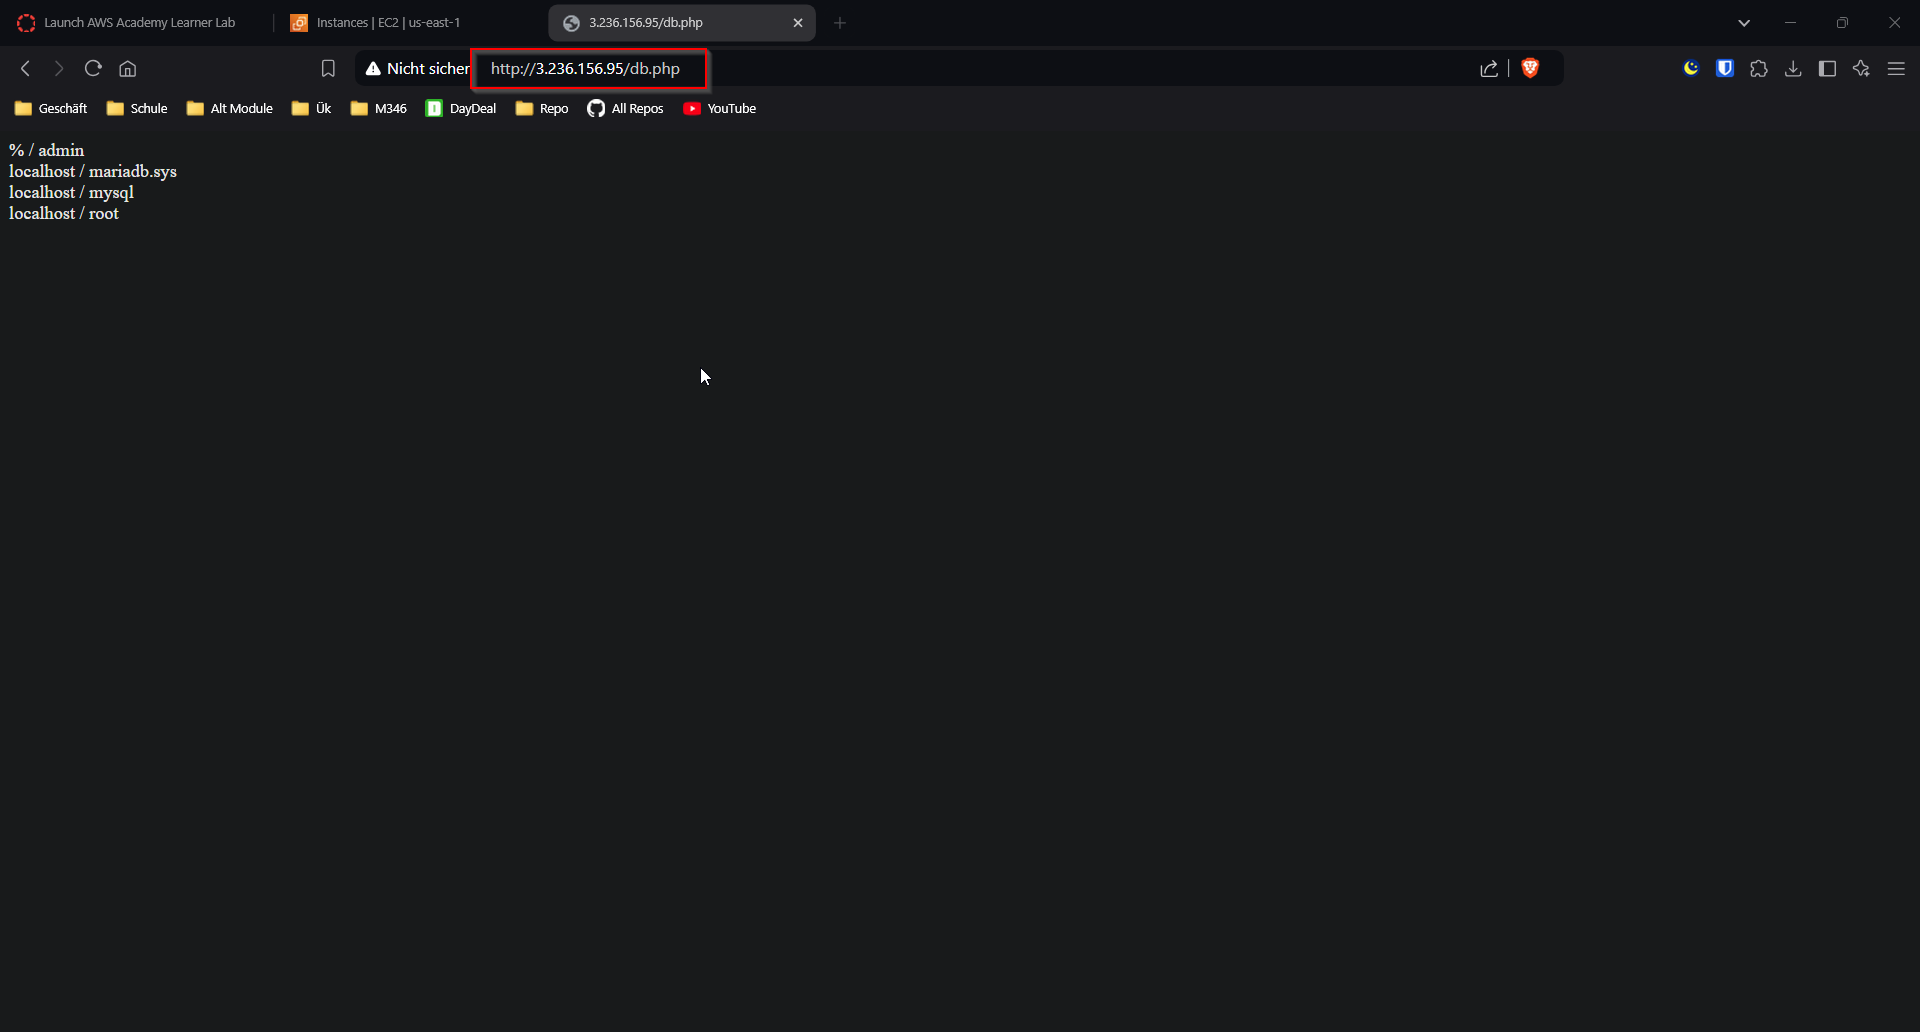 Launch AWS Academy Learner Lab
Instances | EC2 | us-east-1
3.236.156.95/db.php
Nicht sicher http://3.236.156.95/db.php
Geschäft Schule Alt Module Ük M346 DayDeal Repo All Repos YouTube
% / admin
localhost / mariadb.sys
localhost / mysql
localhost / root